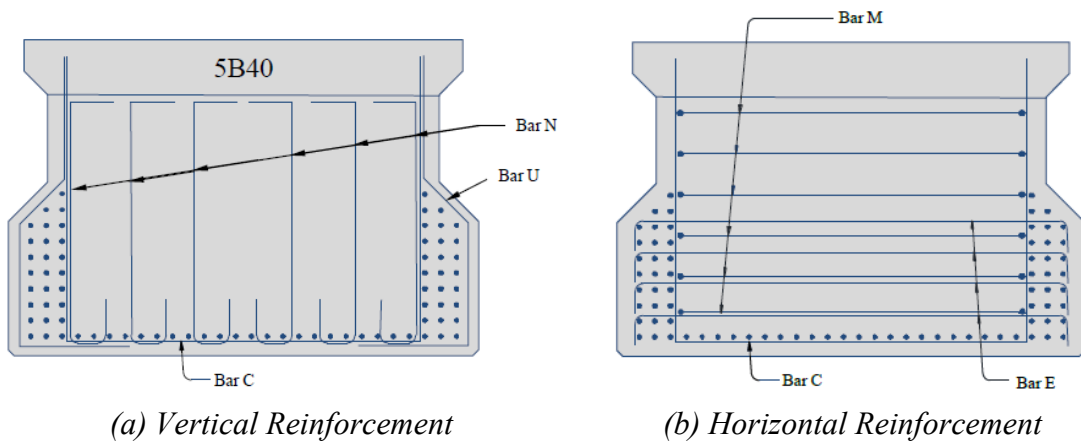 5B40
Bar N
Bar U
Bar C
(a) Vertical Reinforcement
Bar M
Bar C
Bar E
(b) Horizontal Reinforcement